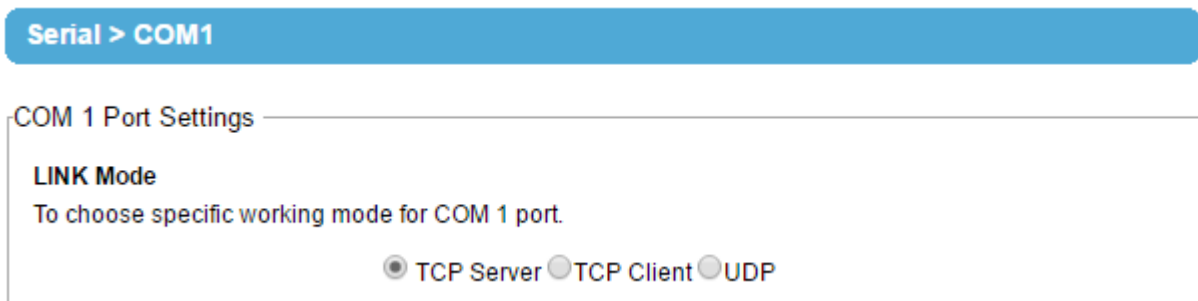 Serial > COM1
COM 1 Port Settings
LINK Mode
To choose specific working mode for COM 1 port.
TCP Server TCP Client UDP